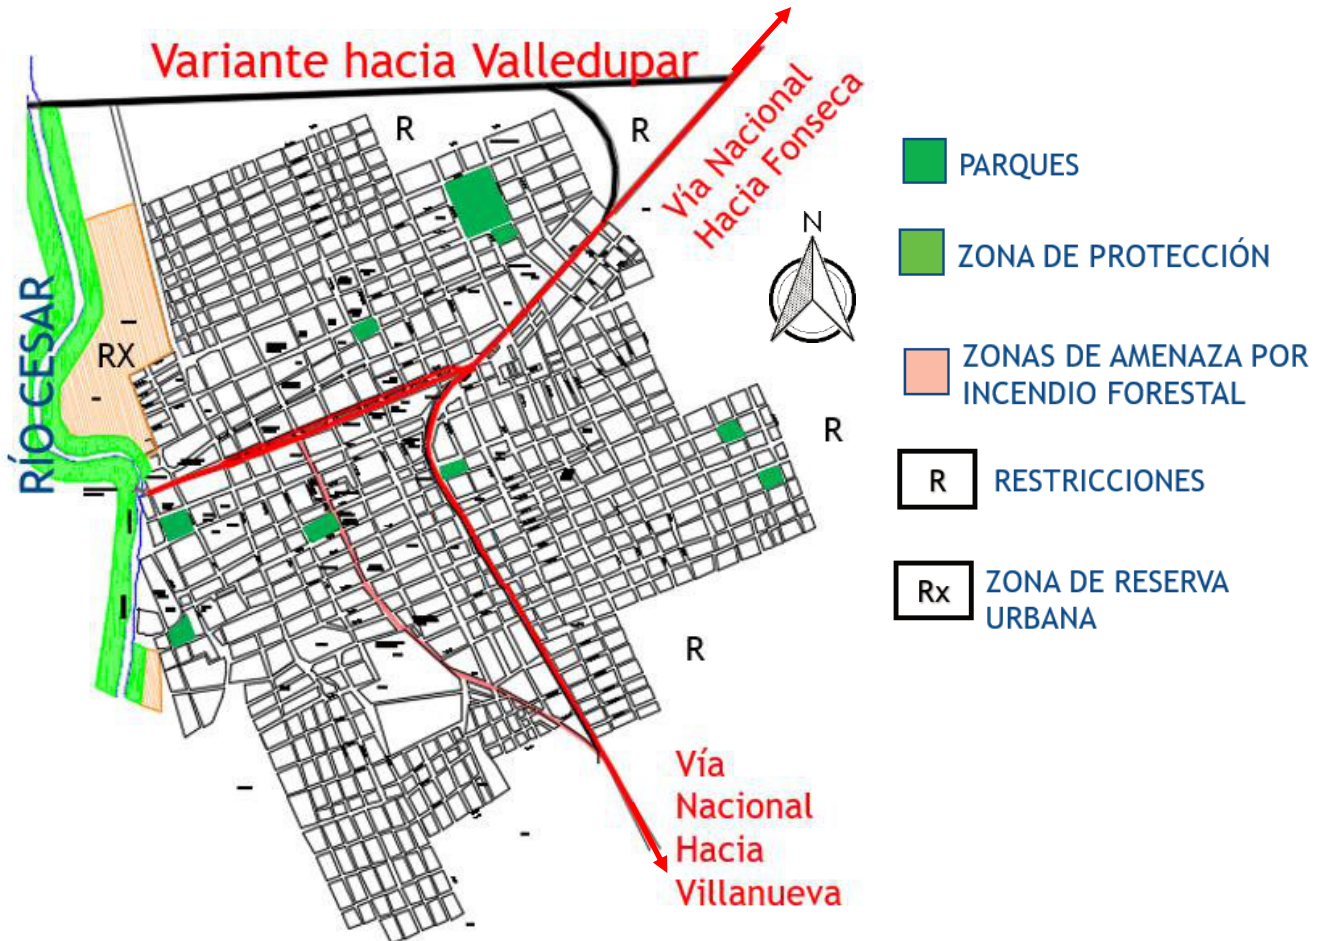 Variante hacia Valledupar
Vía Nacional
Hacia Fonseca
R
R
RÍO CESAR
RX
R
R
Vía
Nacional
Hacia
Villanueva
N
PARQUES
ZONA DE PROTECCIÓN
ZONAS DE AMENAZA POR
INCENDIO FORESTAL
R
RESTRICCIONES
Rx
ZONA DE RESERVA
URBANA